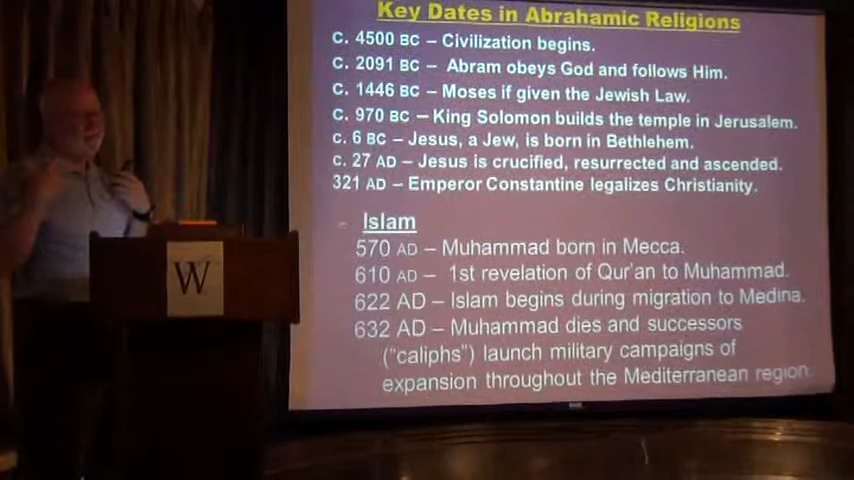 Key Dates in Abrahamic Religions
c. 4500 BC – Civilization begins.
c. 2091 BC – Abram obeys God and follows Him.
c. 1446 BC – Moses if given the Jewish Law.
c. 970 BC – King Solomon builds the temple in Jerusalem.
c. 6 BC – Jesus, a Jew, is born in Bethlehem.
c. 27 AD – Jesus is crucified, resurrected and ascended.
321 AD – Emperor Constantine legalizes Christianity.
– Islam
570 AD – Muhammad born in Mecca.
610 AD – 1st revelation of Qur'an to Muhammad.
622 AD – Islam begins during migration to Medina.
632 AD – Muhammad dies and successors
("caliphs") launch military campaigns of
expansion throughout the Mediterranean region
W